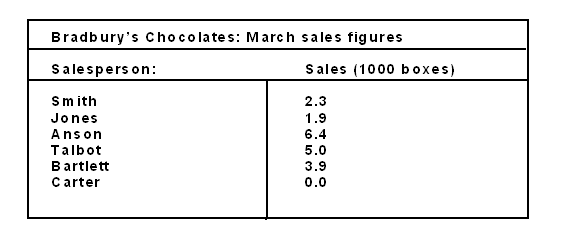 Bradbury's Chocolates: March sales figures
Salesperson: Sales (1000 boxes)
Smith 2.3
Jones 1.9
Anson 6.4
Talbot 5.0
Bartlett 3.9
Carter 0.0